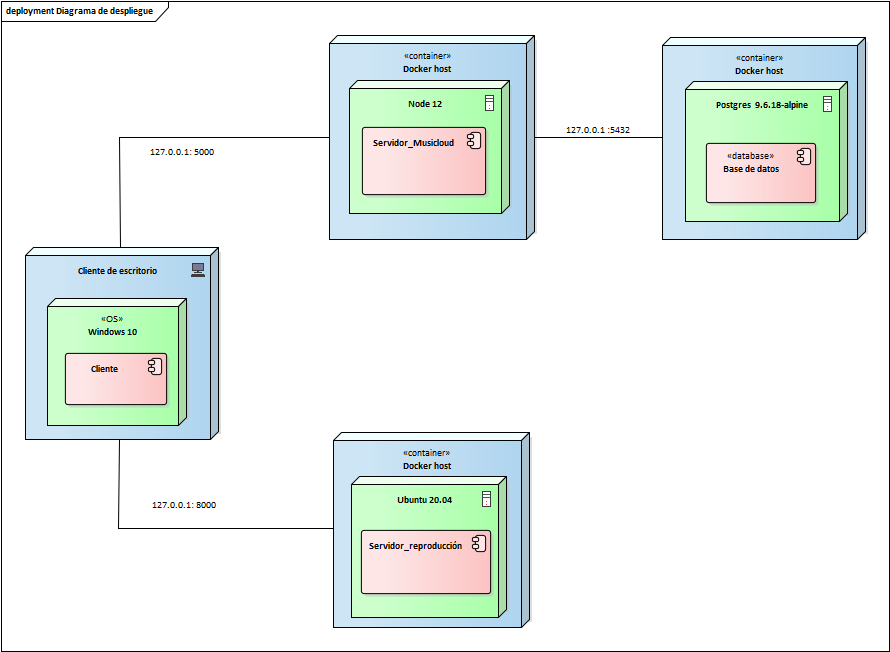 deployment Diagrama de despliegue
«container»
Docker host
Node 12
Servidor_Musicloud
127.0.0.1 :5432
«container»
Docker host
Postgres 9.6.18-alpine
«database»
Base de datos
127.0.0.1: 5000
Cliente de escritorio
«OS»
Windows 10
Cliente
127.0.0.1: 8000
«container»
Docker host
Ubuntu 20.04
Servidor_reproducción